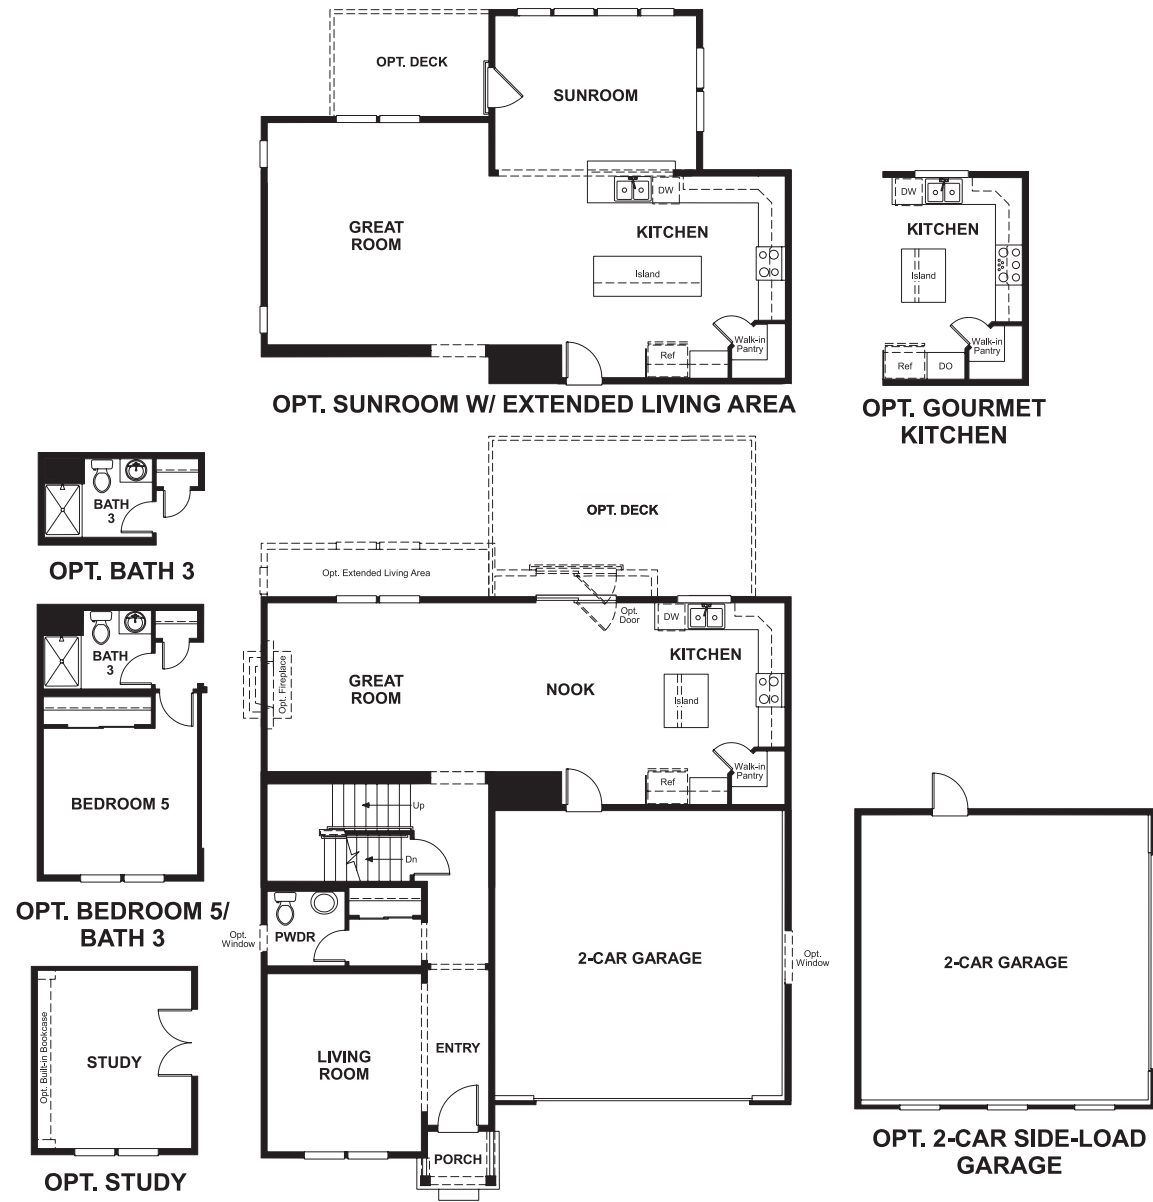 OPT. DECK
SUNROOM
GREAT
ROOM
DW
KITCHEN
Island
Walk-in
Pantry
Ref
OPT. SUNROOM W/ EXTENDED LIVING AREA
DW
KITCHEN
Island
Walk-in
Pantry
Ref
DO
OPT. GOURMET
KITCHEN
BATH
3
OPT. BATH 3
BATH
3
BEDROOM 5
OPT. BEDROOM 5/
BATH 3
Opt. Built-in Bookcase
STUDY
OPT. STUDY
OPT. DECK
Opt. Extended Living Area
Opt.
Door
DW
KITCHEN
Opt. Fireplace
GREAT
ROOM
NOOK
Island
Walk-in
Pantry
Ref
Up
Dn
PWDR
Opt.
Window
2-CAR GARAGE
Opt.
Window
LIVING
ROOM
ENTRY
PORCH
2-CAR GARAGE
OPT. 2-CAR SIDE-LOAD
GARAGE